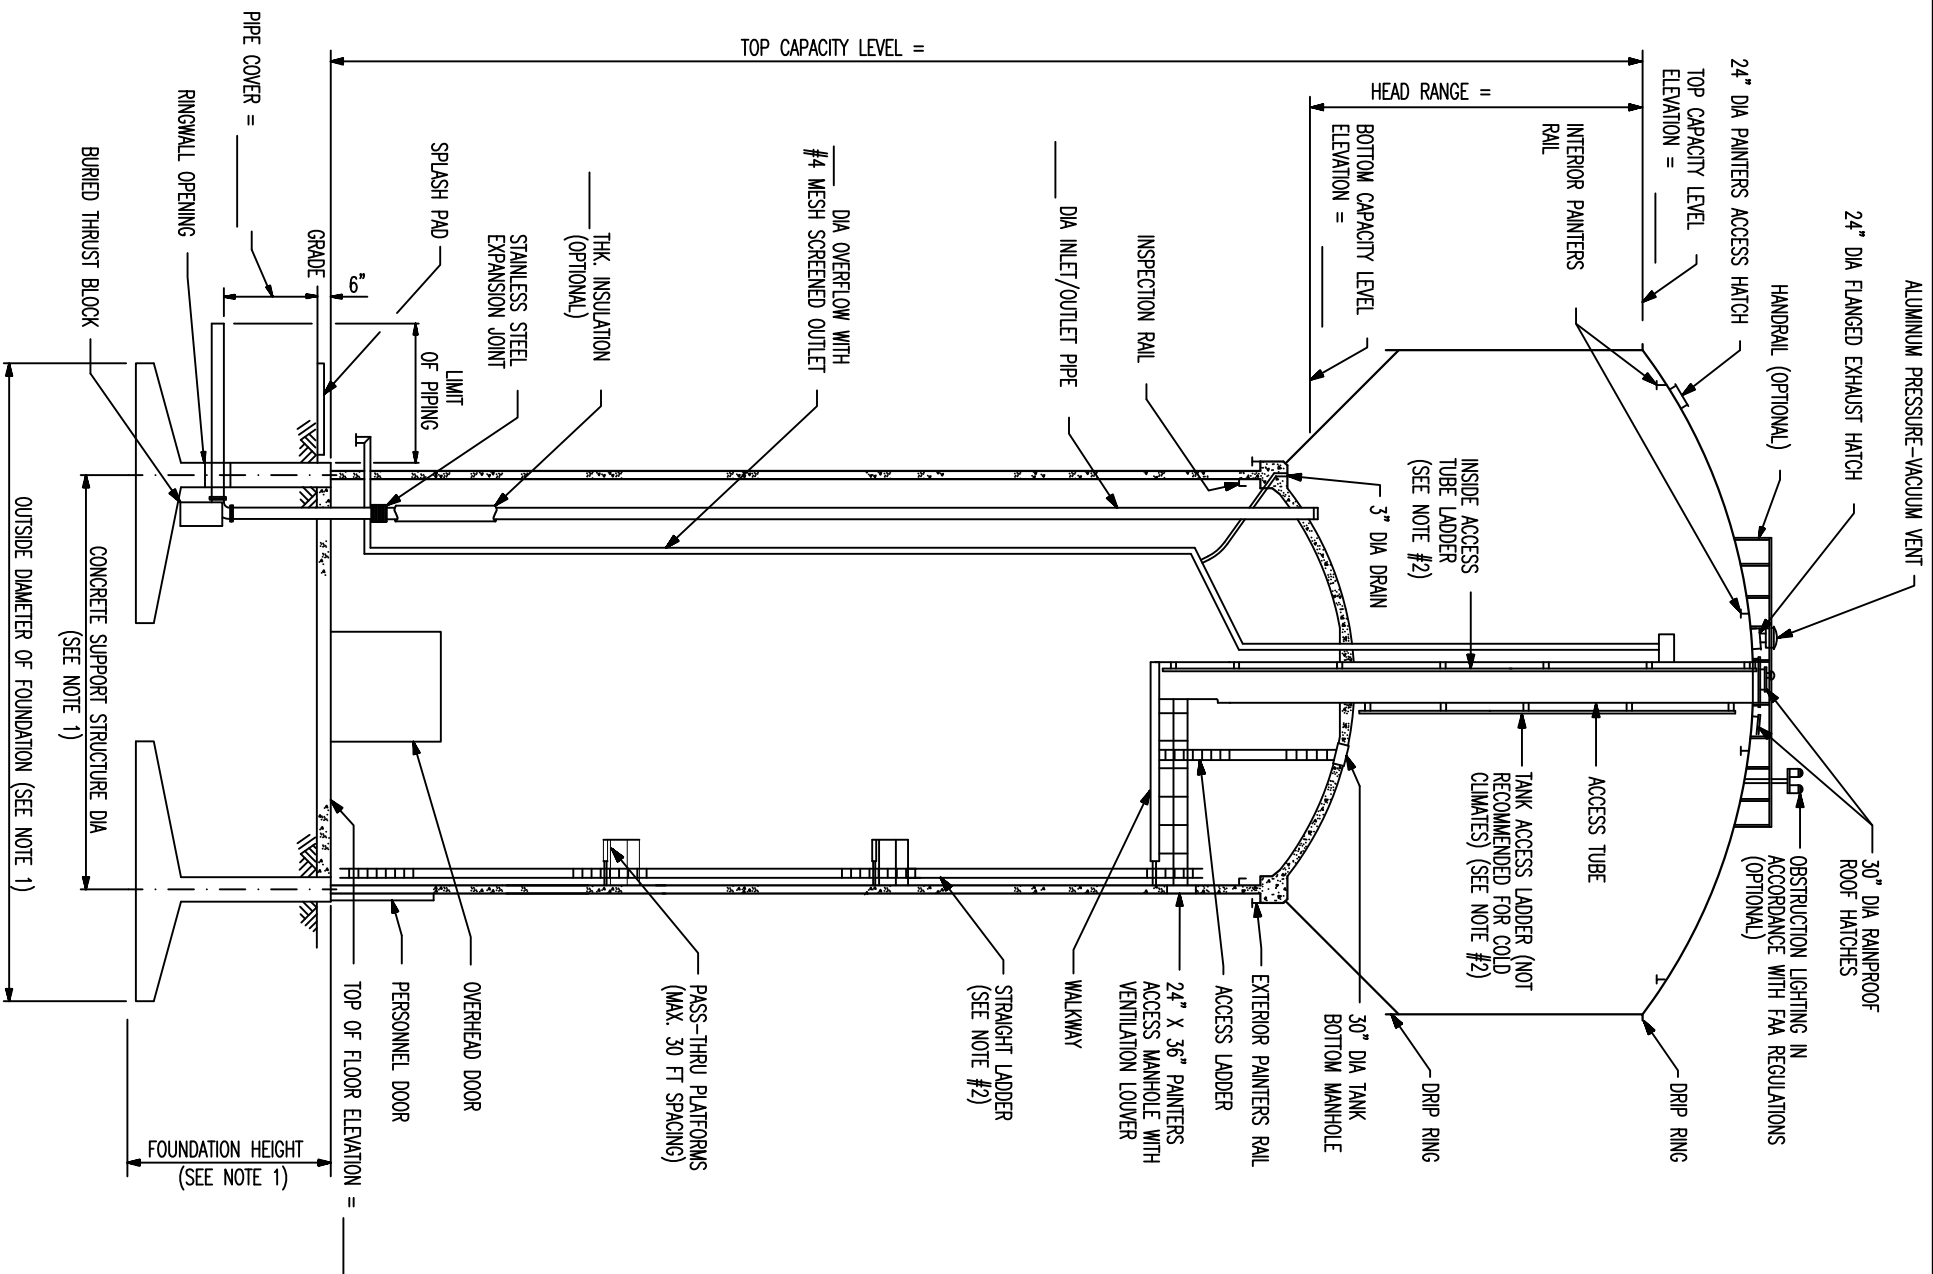 ALUMINUM PRESSURE-VACUUM VENT
24" DIA FLANGED EXHAUST HATCH
HANDRAIL (OPTIONAL)
24" DIA PAINTERS ACCESS HATCH
TOP CAPACITY LEVEL
ELEVATION =
INTERIOR PAINTERS
RAIL
HEAD RANGE =
BOTTOM CAPACITY LEVEL
ELEVATION =
TOP CAPACITY LEVEL =
INSIDE ACCESS
TUBE LADDER
(SEE NOTE #2)
3" DIA DRAIN
INSPECTION RAIL
DIA INLET/OUTLET PIPE
DIA OVERFLOW WITH
#4 MESH SCREENED OUTLET
THK. INSULATION
(OPTIONAL)
STAINLESS STEEL
EXPANSION JOINT
LIMIT
OF PIPING
SPLASH PAD
6"
GRADE
PIPE COVER =
RINGWALL OPENING
BURIED THRUST BLOCK
CONCRETE SUPPORT STRUCTURE DIA
(SEE NOTE 1)
OUTSIDE DIAMETER OF FOUNDATION (SEE NOTE 1)
30" DIA RAINPROOF
ROOF HATCHES
OBSTRUCTION LIGHTING IN
ACCORDANCE WITH FAA REGULATIONS
(OPTIONAL)
DRIP RING
ACCESS TUBE
TANK ACCESS LADDER (NOT
RECOMMENDED FOR COLD
CLIMATES) (SEE NOTE #2)
DRIP RING
30" DIA TANK
BOTTOM MANHOLE
EXTERIOR PAINTERS RAIL
ACCESS LADDER
24" X 36" PAINTERS
ACCESS MANHOLE WITH
VENTILATION LOUVER
WALKWAY
STRAIGHT LADDER
(SEE NOTE #2)
PASS-THRU PLATFORMS
(MAX. 30 FT SPACING)
OVERHEAD DOOR
PERSONNEL DOOR
TOP OF FLOOR ELEVATION =
FOUNDATION HEIGHT
(SEE NOTE 1)